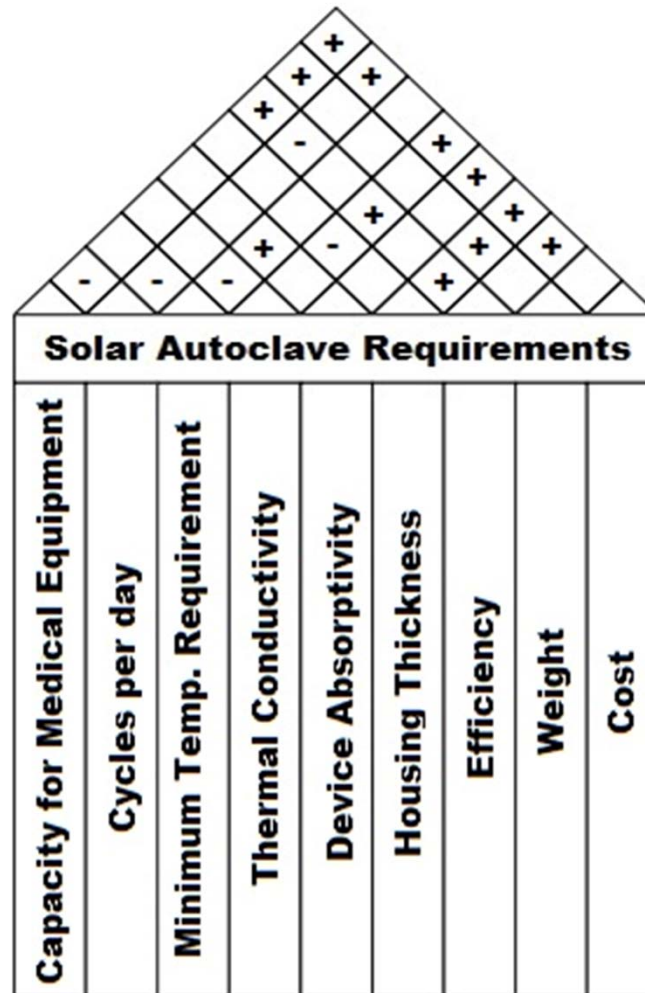 +
+ +
+
- +
+
+ +
+ - + +
- - - +
Solar Autoclave Requirements
Capacity for Medical Equipment
Cycles per day
Minimum Temp. Requirement
Thermal Conductivity
Device Absorptivity
Housing Thickness
Efficiency
Weight
Cost